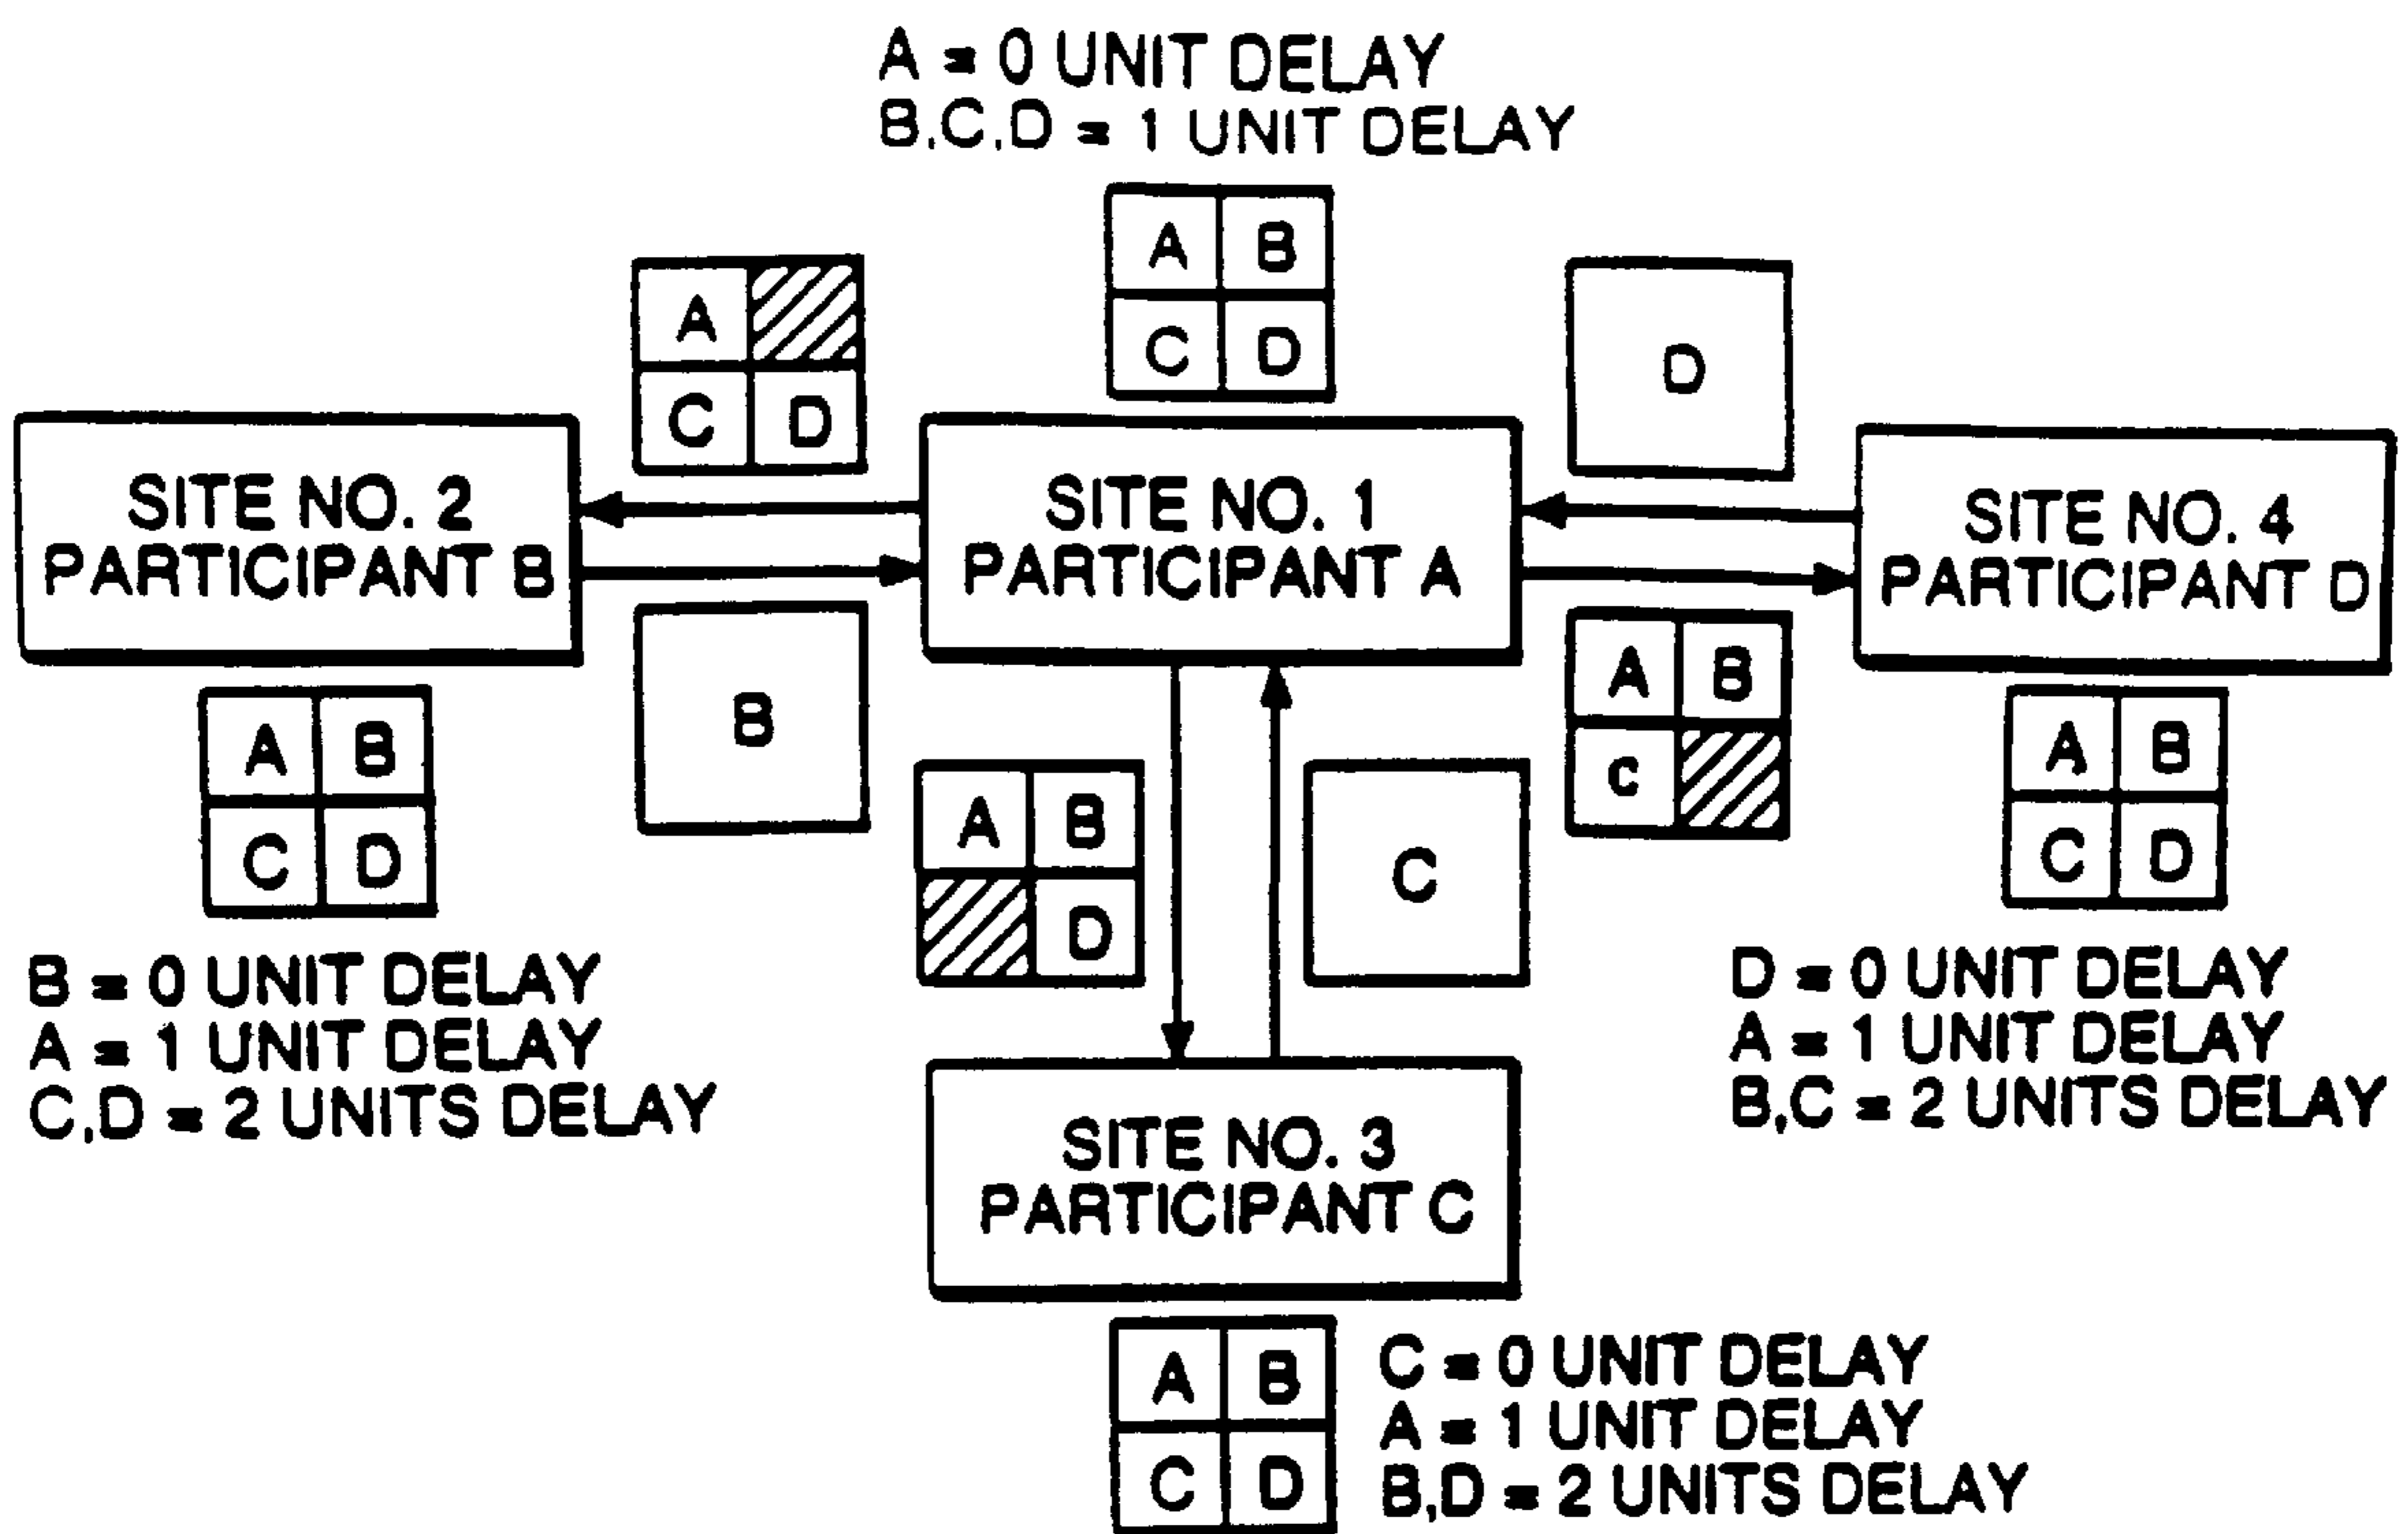 A = 0 UNIT DELAY
B,C,D = 1 UNIT DELAY
A B
C D
A
C D
D
SITE NO. 2
PARTICIPANT B
SITE NO. 1
PARTICIPANT A
SITE NO. 4
PARTICIPANT D
B
A B
C
A B
C D
A B
D
C
A B
C D
B = 0 UNIT DELAY
A = 1 UNIT DELAY
C,D = 2 UNITS DELAY
D = 0 UNIT DELAY
A = 1 UNIT DELAY
B,C = 2 UNITS DELAY
SITE NO. 3
PARTICIPANT C
A B
C D
C = 0 UNIT DELAY
A = 1 UNIT DELAY
B,D = 2 UNITS DELAY